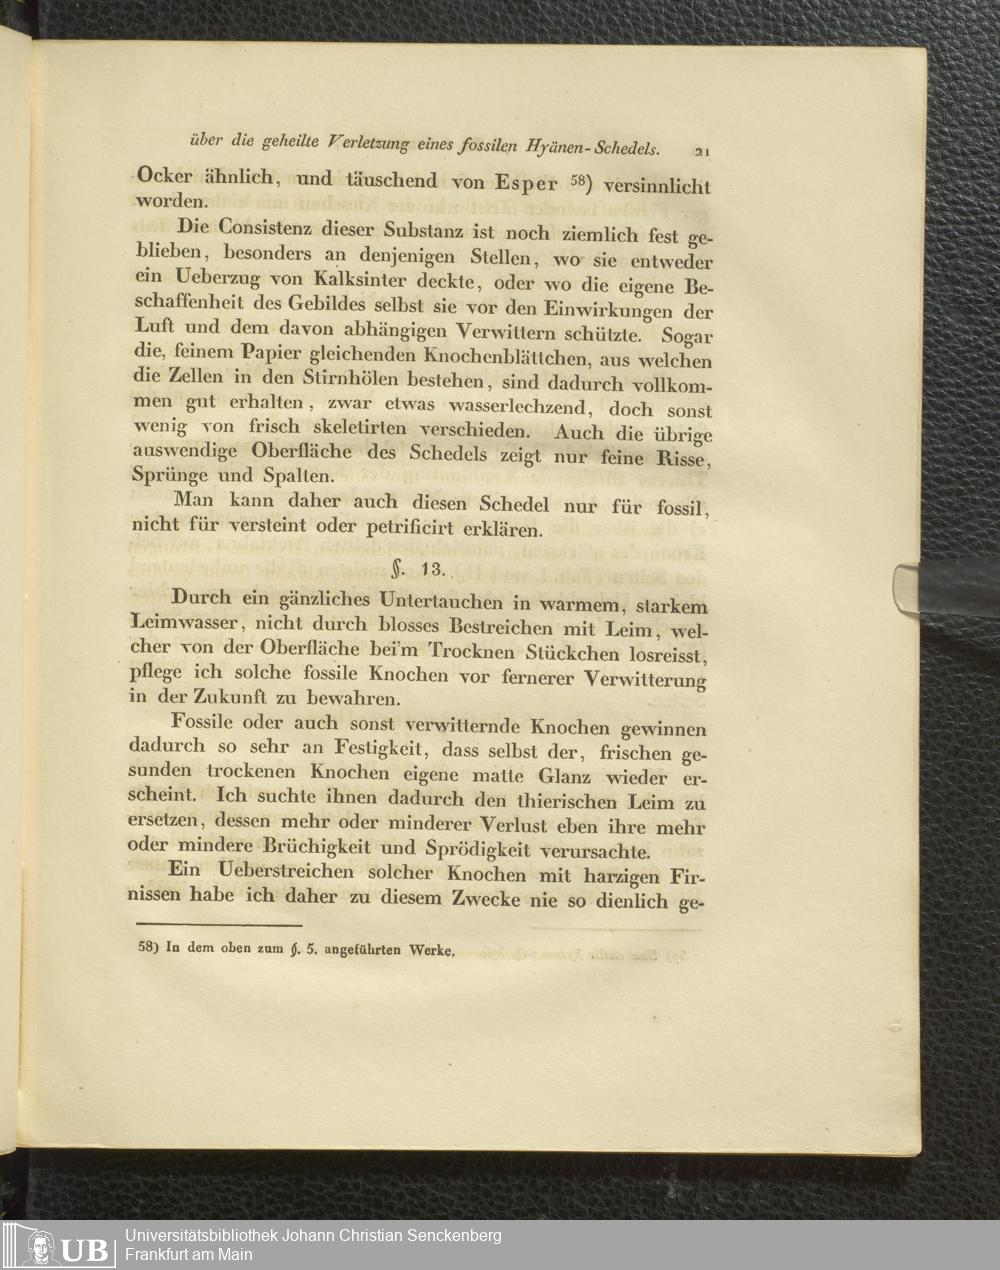 über die geheilte Verletzung eines fossilen Hyänen-Schedels. 21
Ocker ähnlich, und täuschend von Esper 58) versinnlicht
worden.
Die Consistenz dieser Substanz ist noch ziemlich fest ge-
blieben, besonders an denjenigen Stellen, wo sie entweder
ein Ueberzug von Kalksinter deckte, oder wo die eigene Be-
schaffenheit des Gebildes selbst sie vor den Einwirkungen der
Luft und dem davon abhängigen Verwittern schützte. Sogar
die, feinem Papier gleichenden Knochenblättchen, aus welchen
die Zellen in den Stirnhölen bestehen, sind dadurch vollkom-
men gut erhalten, zwar etwas wasserlechzend, doch sonst
wenig von frisch skeletirten verschieden. Auch die übrige
auswendige Oberfläche des Schedels zeigt nur feine Risse,
Sprünge und Spalten.
Man kann daher auch diesen Schedel nur für fossil,
nicht für versteint oder petrificirt erklären.
§. 13.
Durch ein gänzliches Untertauchen in warmem, starkem
Leimwasser, nicht durch blosses Bestreichen mit Leim, wel-
cher von der Oberfläche bei'm Trocknen Stückchen losreisst,
pflege ich solche fossile Knochen vor fernerer Verwitterung
in der Zukunft zu bewahren.
Fossile oder auch sonst verwitternde Knochen gewinnen
dadurch so sehr an Festigkeit, dass selbst der, frischen ge-
sunden trockenen Knochen eigene matte Glanz wieder er-
scheint. Ich suchte ihnen dadurch den thierischen Leim zu
ersetzen, dessen mehr oder minderer Verlust eben ihre mehr
oder mindere Brüchigkeit und Sprödigkeit verursachte.
Ein Ueberstreichen solcher Knochen mit harzigen Fir-
nissen habe ich daher zu diesem Zwecke nie so dienlich ge-
58) In dem oben zum §. 5. angeführten Werke.
UB
Universitätsbibliothek Johann Christian Senckenberg
Frankfurt am Main